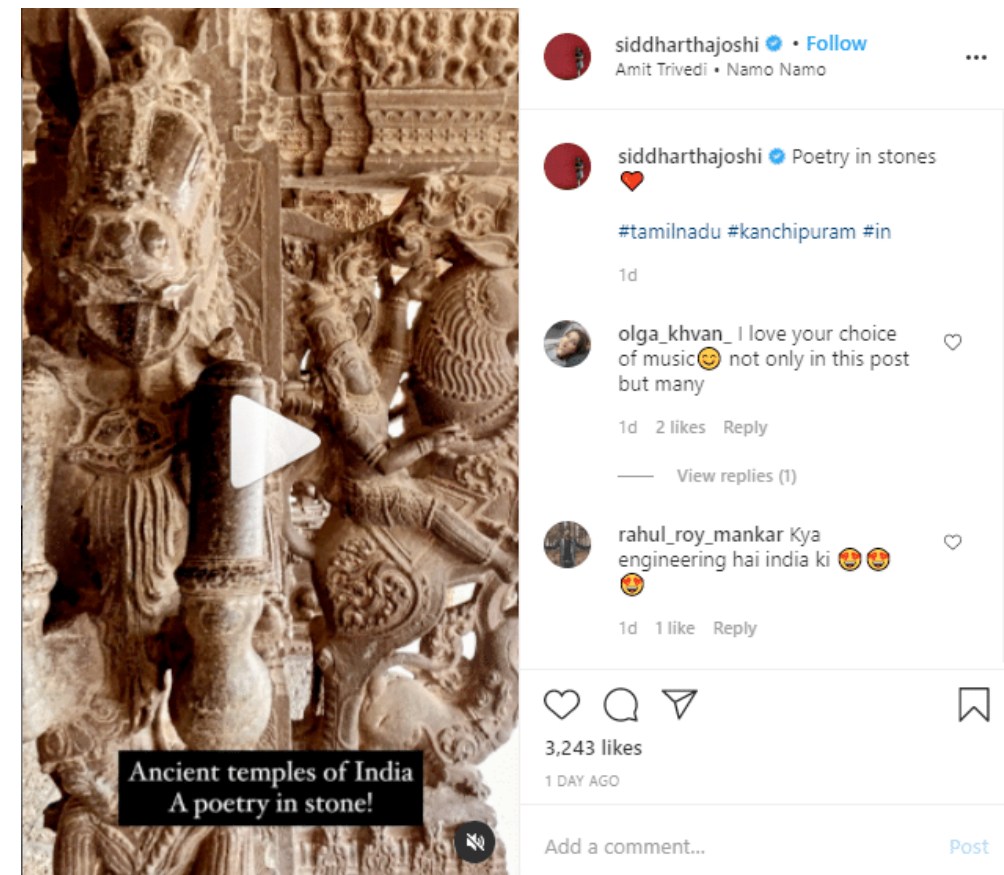 siddharthajoshi • Follow
Amit Trivedi • Namo Namo
siddharthajoshi Poetry in stones
❤️
#tamilnadu #kanchipuram #in
1d
olga_khvan_ I love your choice
of music😊 not only in this post
but many
1d 2 likes Reply
View replies (1)
rahul_roy_mankar Kya
engineering hai india ki 😍😍
😍
1d 1 like Reply
3,243 likes
1 DAY AGO
Add a comment... Post
Ancient temples of India
A poetry in stone!